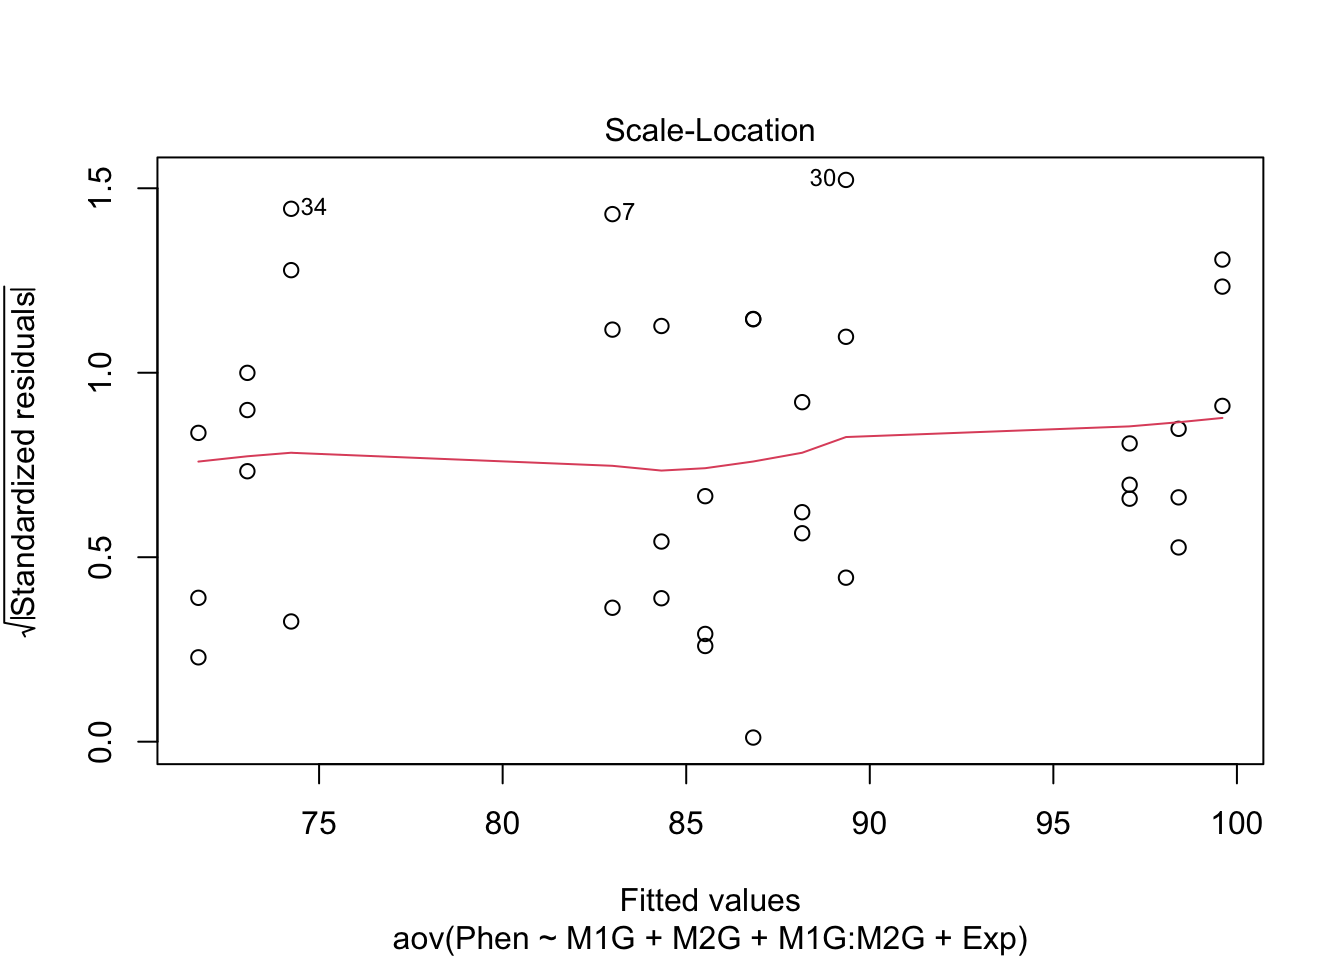 Scale-Location
√|Standardized residuals|
1.5
1.0
0.5
0.0
34
7
30
75 80 85 90 95 100
Fitted values
aov(Phen ~ M1G + M2G + M1G:M2G + Exp)